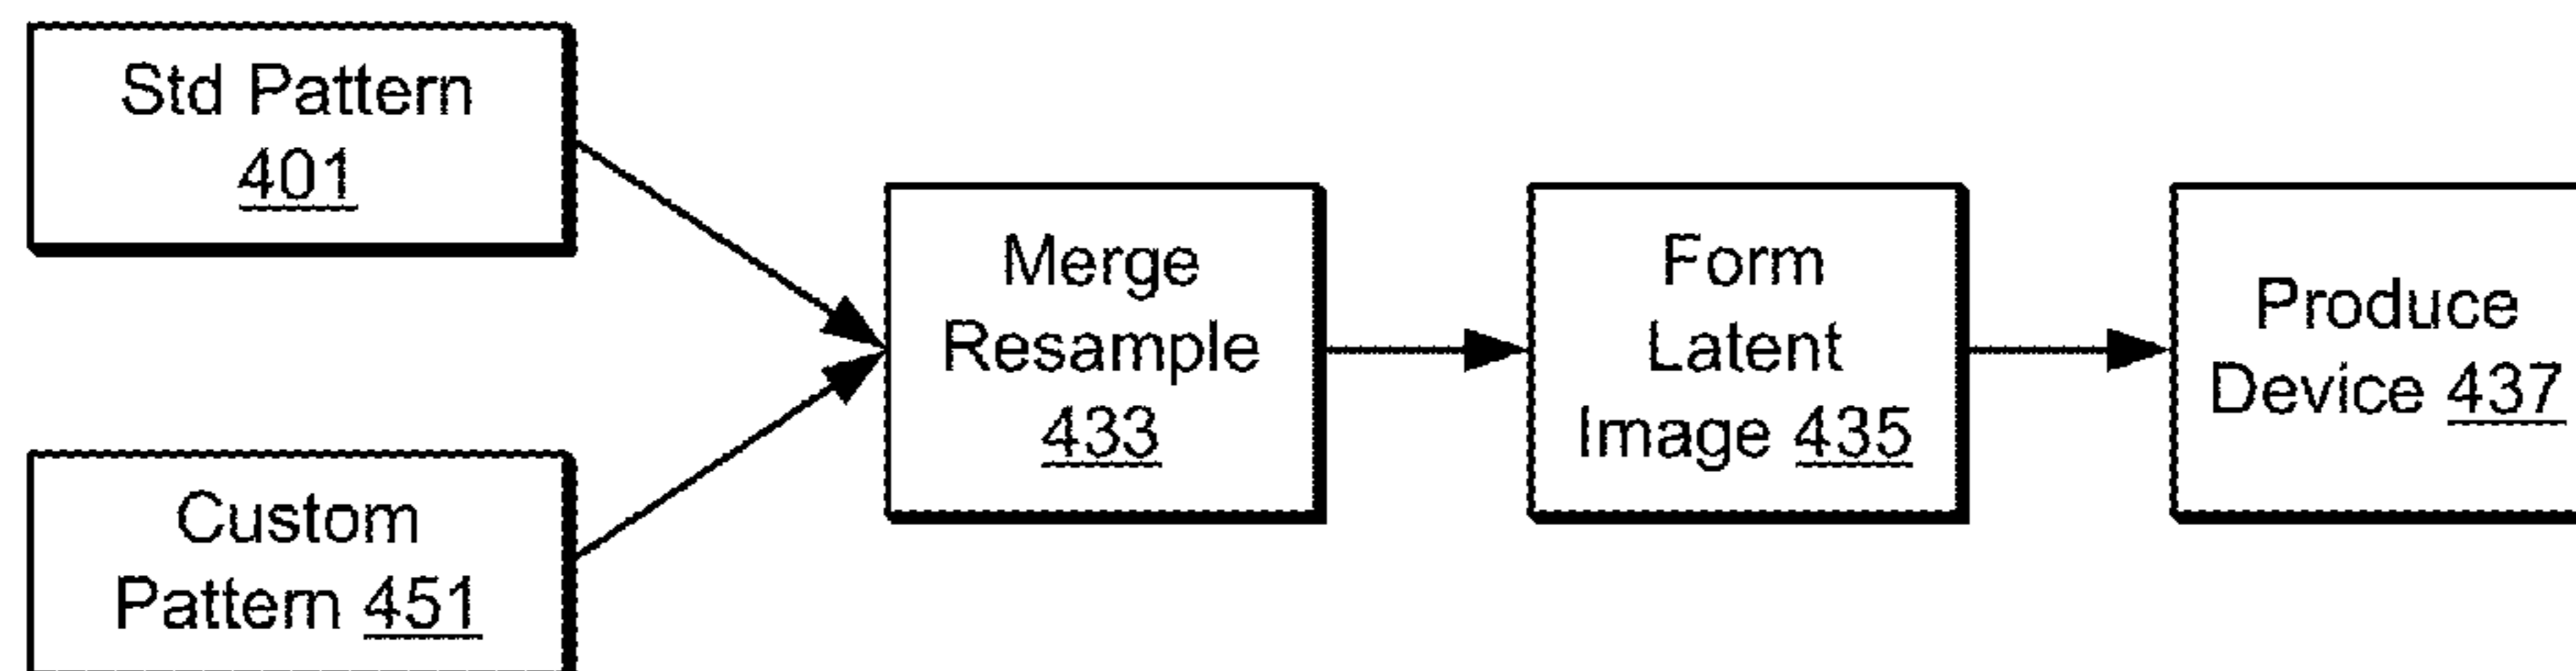 Std Pattern
401
Custom
Pattern 451
Merge
Resample
433
Form
Latent
Image 435
Produce
Device 437